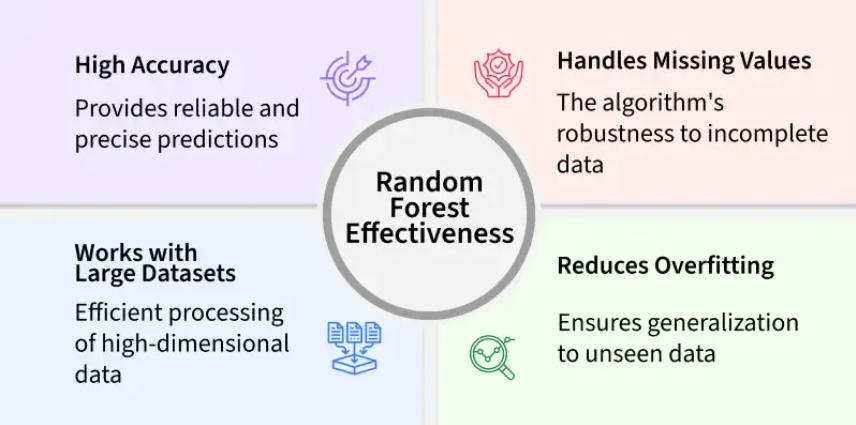 High Accuracy
Provides reliable and
precise predictions
Handles Missing Values
The algorithm's
robustness to incomplete
data
Random
Forest
Effectiveness
Works with
Large Datasets
Efficient processing
of high-dimensional
data
Reduces Overfitting
Ensures generalization
to unseen data